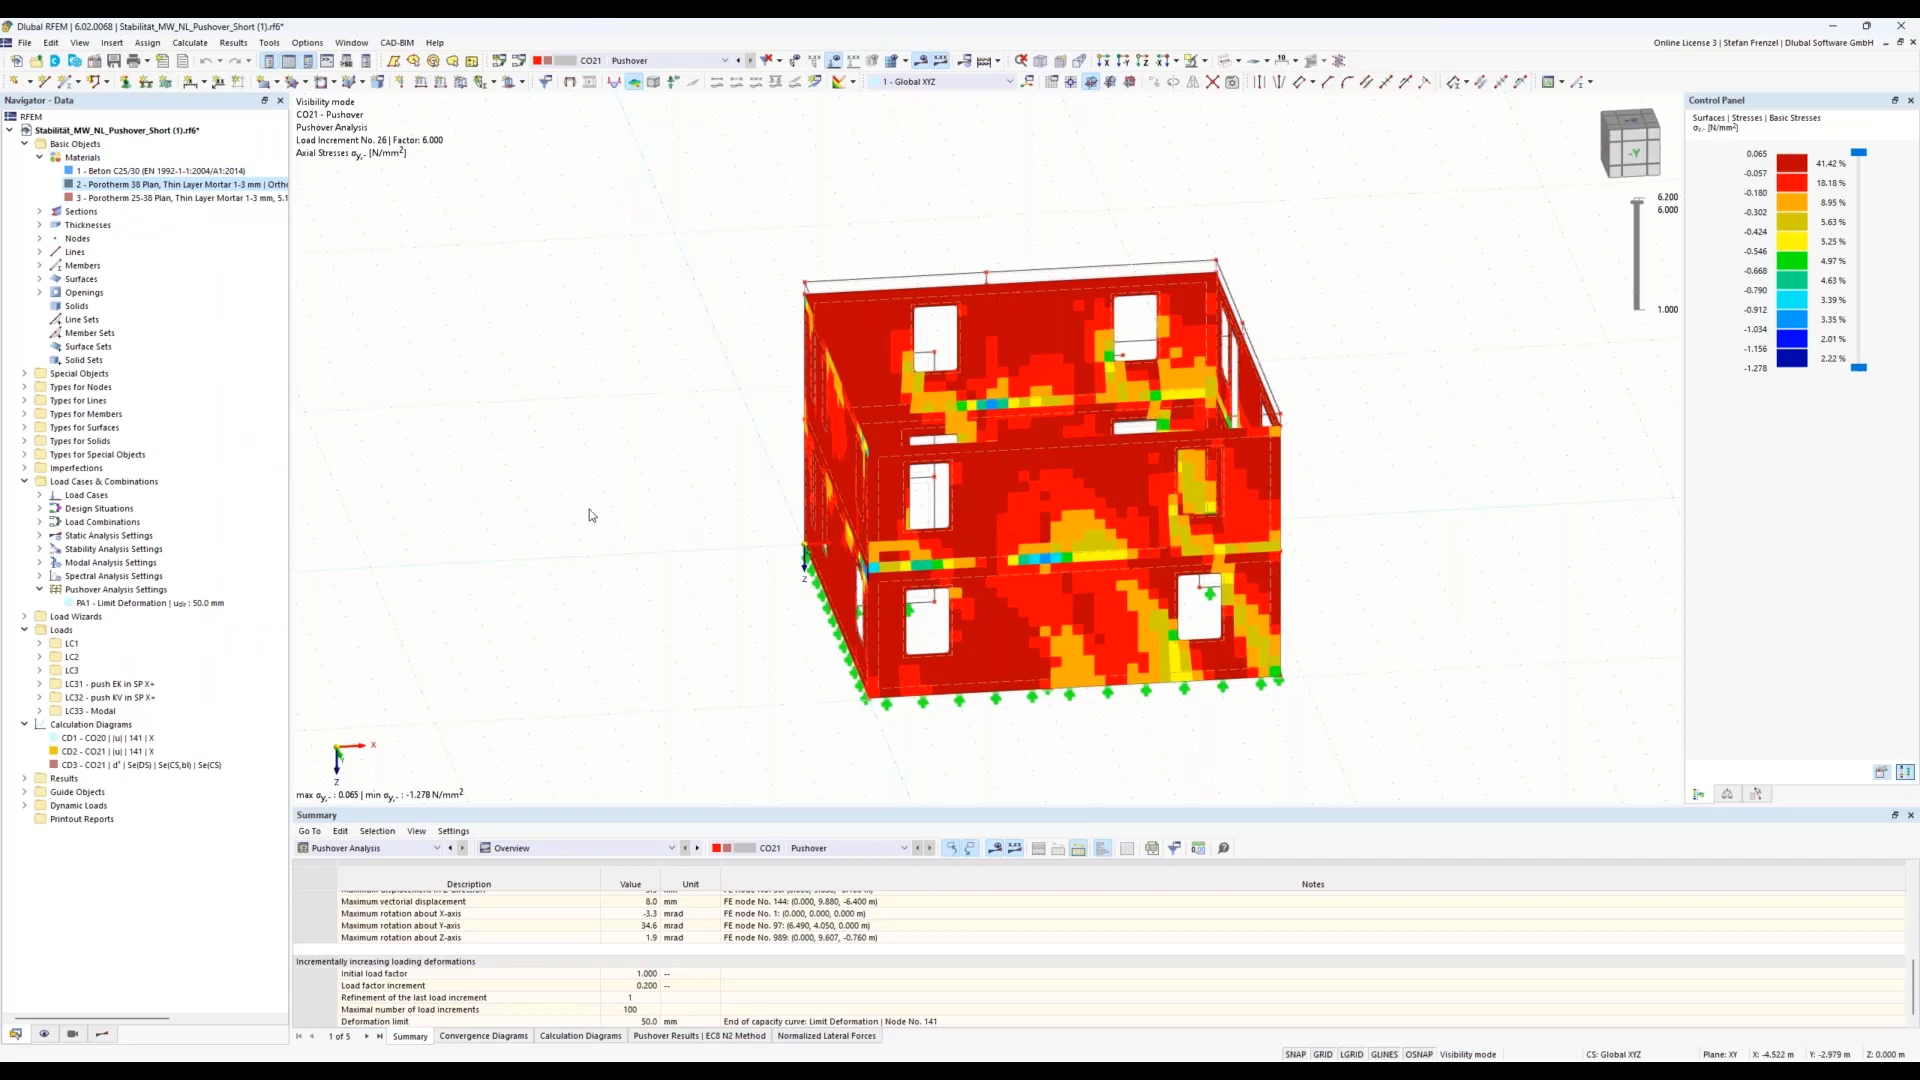 Dlubal RFEM | 6.02.0068 | Stabilität_MW_NL_Pushover_Short (1).rf6*
File Edit View Insert Assign Calculate Results Tools Options Window CAD-BIM Help
Online License 3 | Stefan Frenzel | Dlubal Software GmbH
CO21 Pushover
1 - Global XYZ
Navigator - Data
RFEM
Stabilität_MW_NL_Pushover_Short (1).rf6*
Basic Objects
Materials
1 - Beton C25/30 (EN 1992-1-1:2004/A1:2014)
2 - Porotherm 38 Plan, Thin Layer Mortar 1-3 mm | Orthc
3 - Porotherm 25-38 Plan, Thin Layer Mortar 1-3 mm, 5.1
Sections
Thicknesses
Nodes
Lines
Members
Surfaces
Openings
Solids
Line Sets
Member Sets
Surface Sets
Solid Sets
Special Objects
Types for Nodes
Types for Lines
Types for Members
Types for Surfaces
Types for Solids
Types for Special Objects
Imperfections
Load Cases & Combinations
Load Cases
Design Situations
Load Combinations
Static Analysis Settings
Stability Analysis Settings
Modal Analysis Settings
Spectral Analysis Settings
Pushover Analysis Settings
PA1 - Limit Deformation | udir : 50.0 mm
Load Wizards
Loads
LC1
LC2
LC3
LC31 - push EK in SP X+
LC32 - push KV in SP X+
LC33 - Modal
Calculation Diagrams
CD1 - CO20 | |u| | 141 | X
CD2 - CO21 | |u| | 141 | X
CD3 - CO21 | d* | Se(DS) | Se(CS,bl) | Se(CS)
Results
Guide Objects
Dynamic Loads
Printout Reports
Visibility mode
CO21 - Pushover
Pushover Analysis
Load Increment No. 26 | Factor: 6.000
Axial Stresses σy,- [N/mm²]
-Z
-Y
6.200
6.000
1.000
Z
X
Z
max σy,- : 0.065 | min σy,- : -1.278 N/mm²
Control Panel
Surfaces | Stresses | Basic Stresses
σy,- [N/mm²]
0.065
41.42 %
-0.057
18.18 %
-0.180
8.95 %
-0.302
5.63 %
-0.424
5.25 %
-0.546
4.97 %
-0.668
4.63 %
-0.790
3.39 %
-0.912
3.35 %
-1.034
2.01 %
-1.156
2.22 %
-1.278
Summary
Go To Edit Selection View Settings
Pushover Analysis Overview CO21 Pushover
Description Value Unit Notes
Maximum vectorial displacement 8.0 mm FE node No. 144: (0.000, 9.880, -6.400 m)
Maximum rotation about X-axis -3.3 mrad FE node No. 1: (0.000, 0.000, 0.000 m)
Maximum rotation about Y-axis 34.6 mrad FE node No. 97: (6.490, 4.050, 0.000 m)
Maximum rotation about Z-axis 1.9 mrad FE node No. 989: (0.000, 9.607, -0.760 m)
Incrementally increasing loading deformations
Initial load factor 1.000 --
Load factor increment 0.200 --
Refinement of the last load increment 1
Maximal number of load increments 100
Deformation limit 50.0 mm End of capacity curve: Limit Deformation | Node No. 141
1 of 5 Summary Convergence Diagrams Calculation Diagrams Pushover Results | EC8 N2 Method Normalized Lateral Forces
SNAP GRID LGRID GLINES OSNAP Visibility mode CS: Global XYZ Plane: XY X: -4.522 m Y: -2.979 m Z: 0.000 m